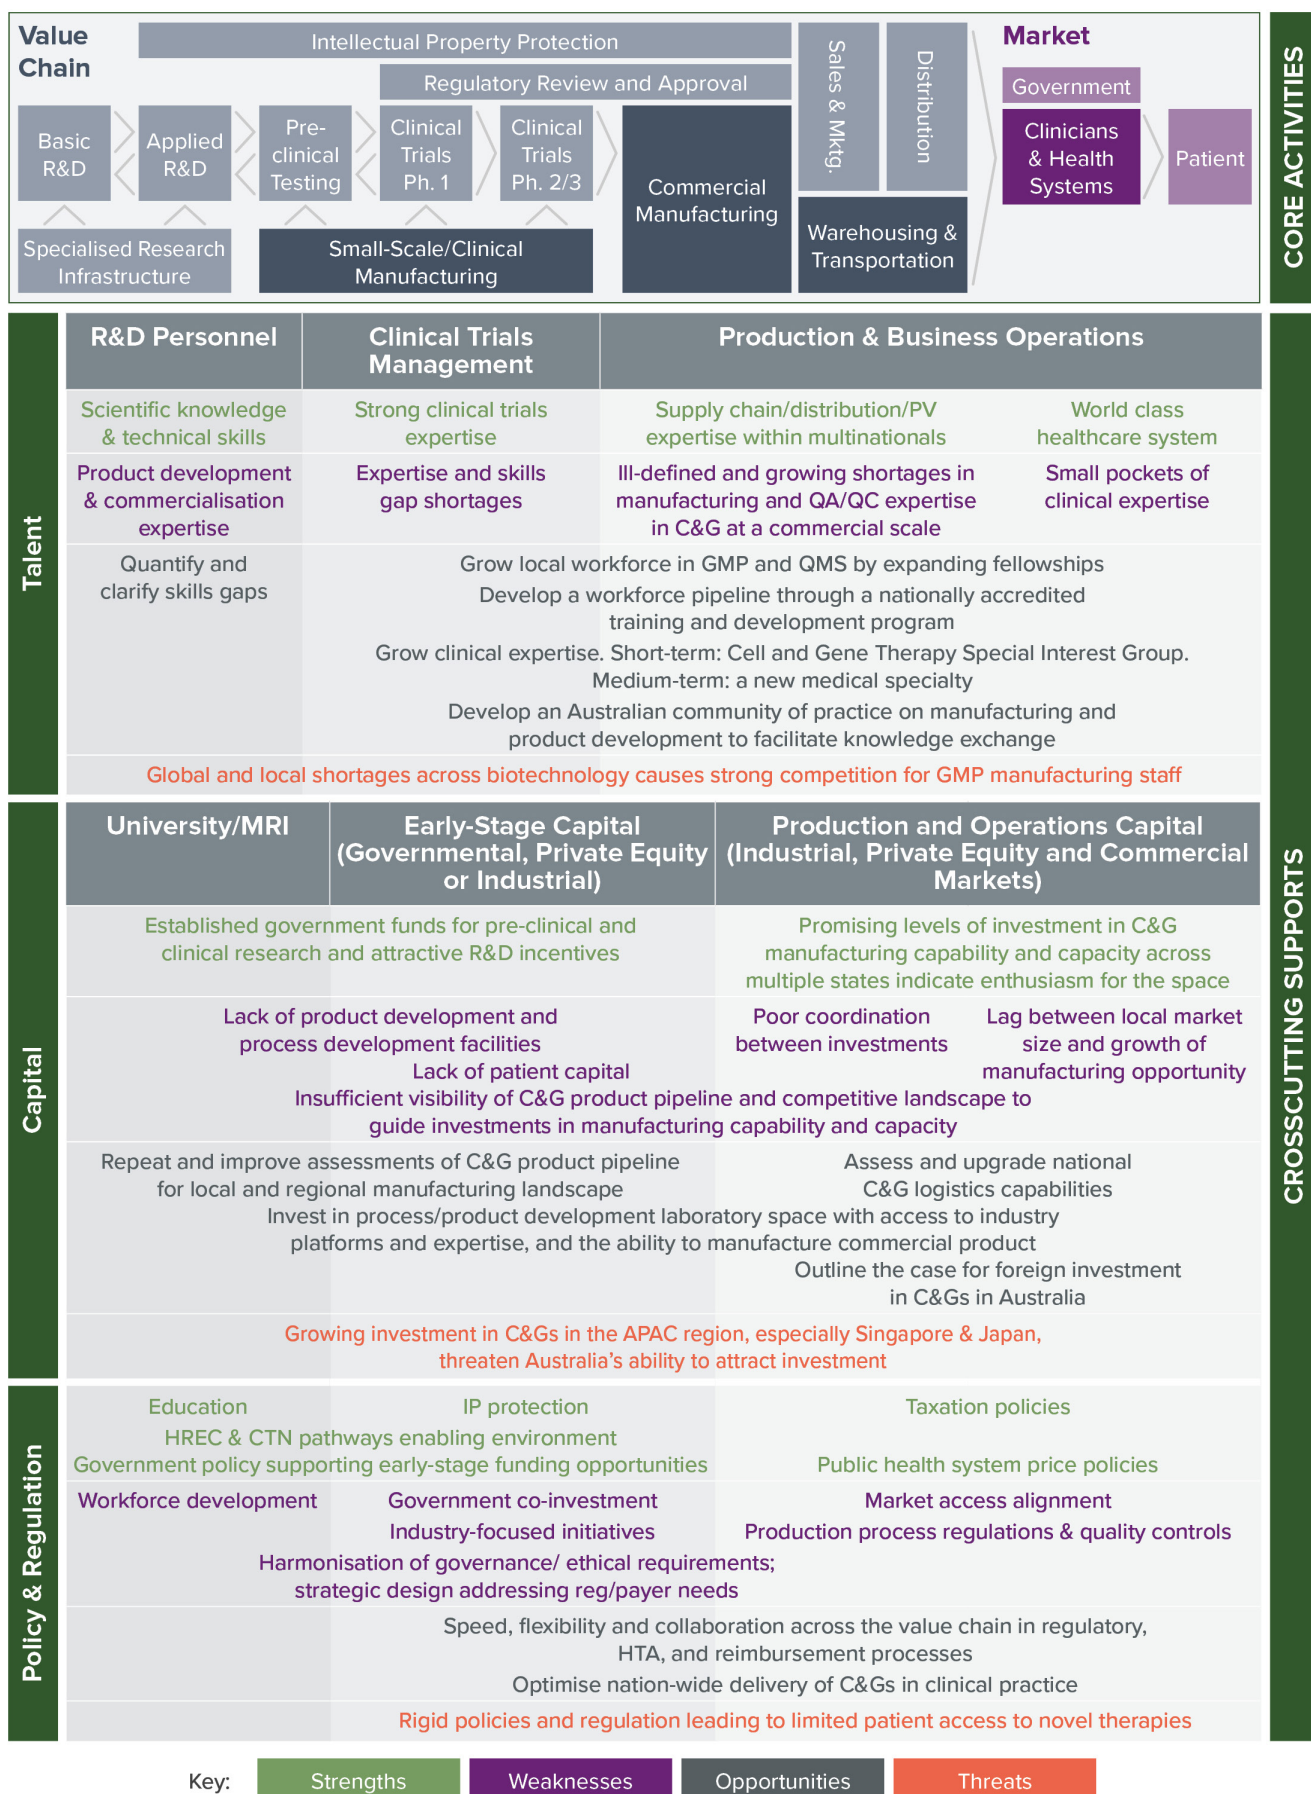 Value
Chain
Intellectual Property Protection
Regulatory Review and Approval
Basic
R&D
Applied
R&D
Pre-
clinical
Testing
Clinical
Trials
Ph. 1
Clinical
Trials
Ph. 2/3
Specialised Research
Infrastructure
Small-Scale/Clinical
Manufacturing
Commercial
Manufacturing
Sales & Mktg.
Distribution
Warehousing &
Transportation
Market
Government
Clinicians
& Health
Systems
Patient
CORE ACTIVITIES
Talent
R&D Personnel
Clinical Trials
Management
Production & Business Operations
Scientific knowledge
& technical skills
Strong clinical trials
expertise
Supply chain/distribution/PV
expertise within multinationals
World class
healthcare system
Product development
& commercialisation
expertise
Expertise and skills
gap shortages
Ill-defined and growing shortages in
manufacturing and QA/QC expertise
in C&G at a commercial scale
Small pockets of
clinical expertise
Quantify and
clarify skills gaps
Grow local workforce in GMP and QMS by expanding fellowships
Develop a workforce pipeline through a nationally accredited
training and development program
Grow clinical expertise. Short-term: Cell and Gene Therapy Special Interest Group.
Medium-term: a new medical specialty
Develop an Australian community of practice on manufacturing and
product development to facilitate knowledge exchange
Global and local shortages across biotechnology causes strong competition for GMP manufacturing staff
CROSSCUTTING SUPPORTS
Capital
University/MRI
Early-Stage Capital
(Governmental, Private Equity
or Industrial)
Production and Operations Capital
(Industrial, Private Equity and Commercial
Markets)
Established government funds for pre-clinical and
clinical research and attractive R&D incentives
Promising levels of investment in C&G
manufacturing capability and capacity across
multiple states indicate enthusiasm for the space
Lack of product development and
process development facilities
Lack of patient capital
Poor coordination
between investments
Lag between local market
size and growth of
manufacturing opportunity
Insufficient visibility of C&G product pipeline and competitive landscape to
guide investments in manufacturing capability and capacity
Repeat and improve assessments of C&G product pipeline
for local and regional manufacturing landscape
Assess and upgrade national
C&G logistics capabilities
Invest in process/product development laboratory space with access to industry
platforms and expertise, and the ability to manufacture commercial product
Outline the case for foreign investment
in C&Gs in Australia
Growing investment in C&Gs in the APAC region, especially Singapore & Japan,
threaten Australia's ability to attract investment
Policy & Regulation
Education
IP protection
Taxation policies
HREC & CTN pathways enabling environment
Government policy supporting early-stage funding opportunities
Public health system price policies
Workforce development
Government co-investment
Market access alignment
Industry-focused initiatives
Production process regulations & quality controls
Harmonisation of governance/ ethical requirements;
strategic design addressing reg/payer needs
Speed, flexibility and collaboration across the value chain in regulatory,
HTA, and reimbursement processes
Optimise nation-wide delivery of C&Gs in clinical practice
Rigid policies and regulation leading to limited patient access to novel therapies
Key:
Strengths
Weaknesses
Opportunities
Threats